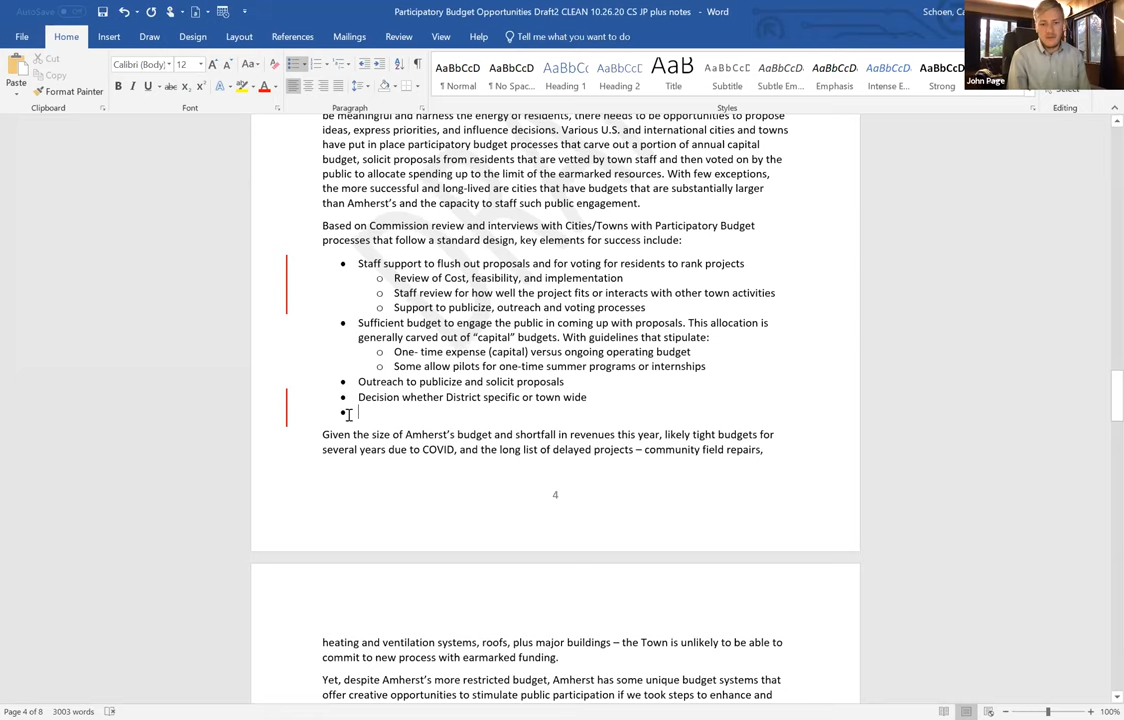 AutoSave Off
Participatory Budget Opportunities Draft2 CLEAN 10.26.20 CS JP plus notes - Word
Schoen, Ca
File Home Insert Draw Design Layout References Mailings Review View Help Tell me what you want to do
Paste
Cut
Copy
Format Painter
Calibri (Body) 12
Clipboard Font Paragraph Styles Editing
AaBbCcD AaBbCcD AaBbCc AaBbCcD AaB AaBbCcD AaBbCcD AaBbCcD AaBbCcD AaBbCcD
¶ Normal ¶ No Spac... Heading 1 Heading 2 Title Subtitle Subtle Em... Emphasis Intense E... Strong
John Page
be meaningful and harness the energy of residents, there needs to be opportunities to propose
ideas, express priorities, and influence decisions. Various U.S. and international cities and towns
have put in place participatory budget processes that carve out a portion of annual capital
budget, solicit proposals from residents that are vetted by town staff and then voted on by the
public to allocate spending up to the limit of the earmarked resources. With few exceptions,
the more successful and long-lived are cities that have budgets that are substantially larger
than Amherst's and the capacity to staff such public engagement.
Based on Commission review and interviews with Cities/Towns with Participatory Budget
processes that follow a standard design, key elements for success include:
• Staff support to flush out proposals and for voting for residents to rank projects
o Review of Cost, feasibility, and implementation
o Staff review for how well the project fits or interacts with other town activities
o Support to publicize, outreach and voting processes
• Sufficient budget to engage the public in coming up with proposals. This allocation is
generally carved out of “capital” budgets. With guidelines that stipulate:
o One- time expense (capital) versus ongoing operating budget
o Some allow pilots for one-time summer programs or internships
• Outreach to publicize and solicit proposals
• Decision whether District specific or town wide
•
Given the size of Amherst's budget and shortfall in revenues this year, likely tight budgets for
several years due to COVID, and the long list of delayed projects – community field repairs,
4
heating and ventilation systems, roofs, plus major buildings – the Town is unlikely to be able to
commit to new process with earmarked funding.
Yet, despite Amherst's more restricted budget, Amherst has some unique budget systems that
offer creative opportunities to stimulate public participation if we took steps to enhance and
Page 4 of 8 3003 words
100%